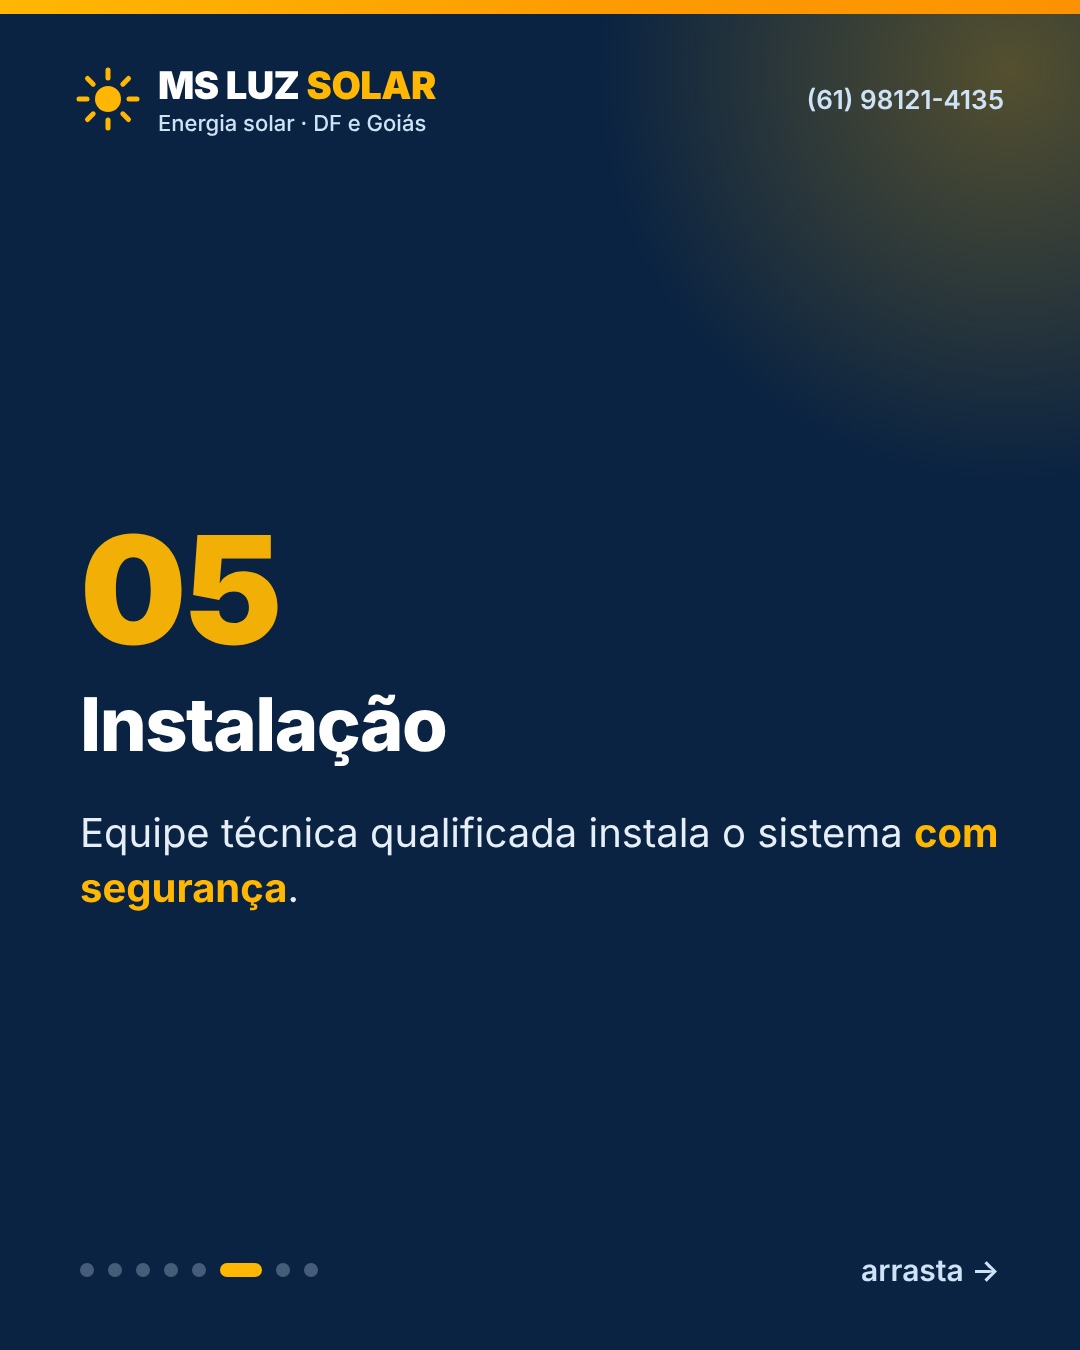 MS LUZ SOLAR
Energia solar · DF e Goiás
(61) 98121-4135
05
Instalação
Equipe técnica qualificada instala o sistema com
segurança.
arrasta →